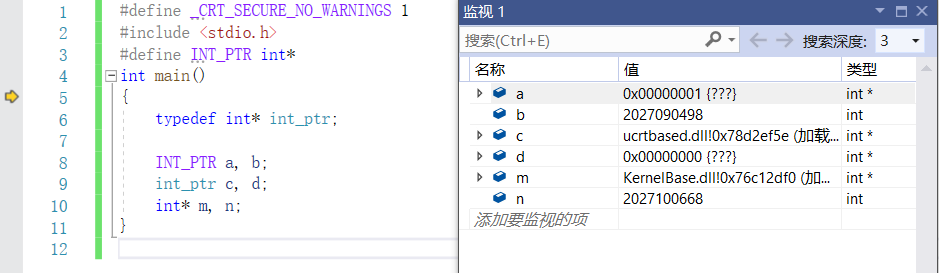 1 #define _CRT_SECURE_NO_WARNINGS 1
2 #include <stdio.h>
3 #define INT_PTR int*
4 int main()
5 {
6 typedef int* int_ptr;
7
8 INT_PTR a, b;
9 int_ptr c, d;
10 int* m, n;
11 }
12
监视 1
搜索(Ctrl+E) 搜索深度: 3
名称 值 类型
a 0x00000001 {???} int *
b 2027090498 int
c ucrtbased.dll!0x78d2ef5e (加载... int *
d 0x00000000 {???} int *
m KernelBase.dll!0x76c12df0 (加... int *
n 2027100668 int
添加要监视的项